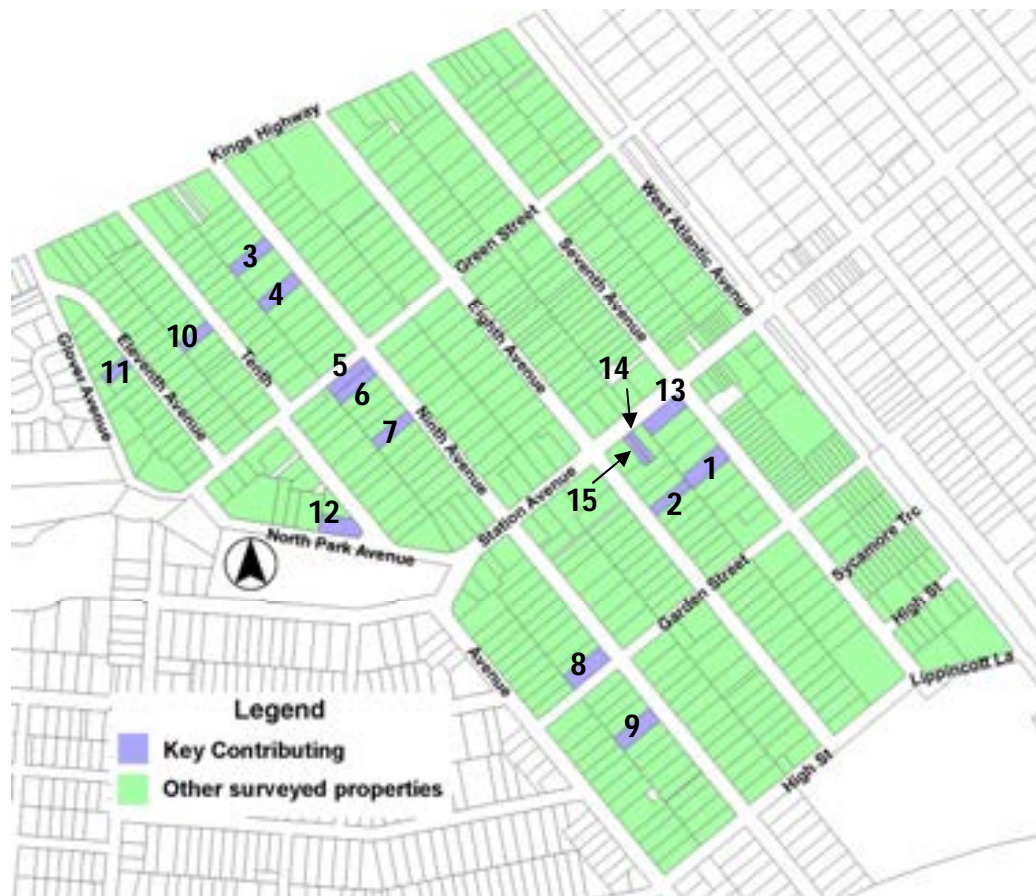 Kings Highway
West Atlantic Avenue
Green Street
Seventh Avenue
3
4
Eighth Avenue
10
Tenth
11
Eleventh Avenue
Glover Avenue
5
6
14
13
7
Ninth Avenue
1
15
2
12
Station Avenue
North Park Avenue
Sycamore Trc
Garden Street
High St
8
Avenue
Lippincott La
9
High St
Legend
Key Contributing
Other surveyed properties